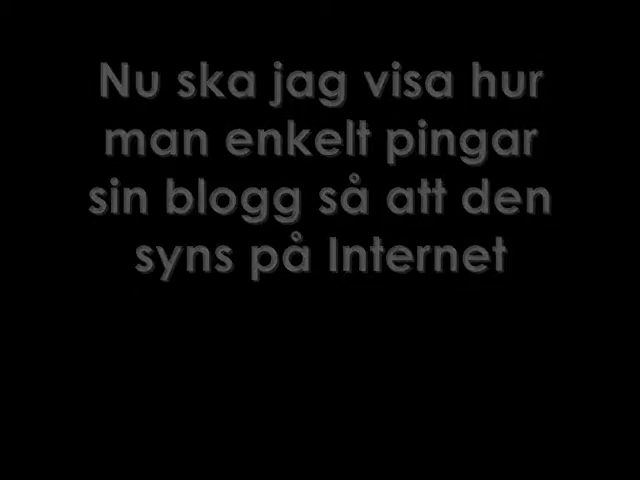 Nu ska jag visa hur
man enkelt pingar
sin blogg så att den
syns på Internet